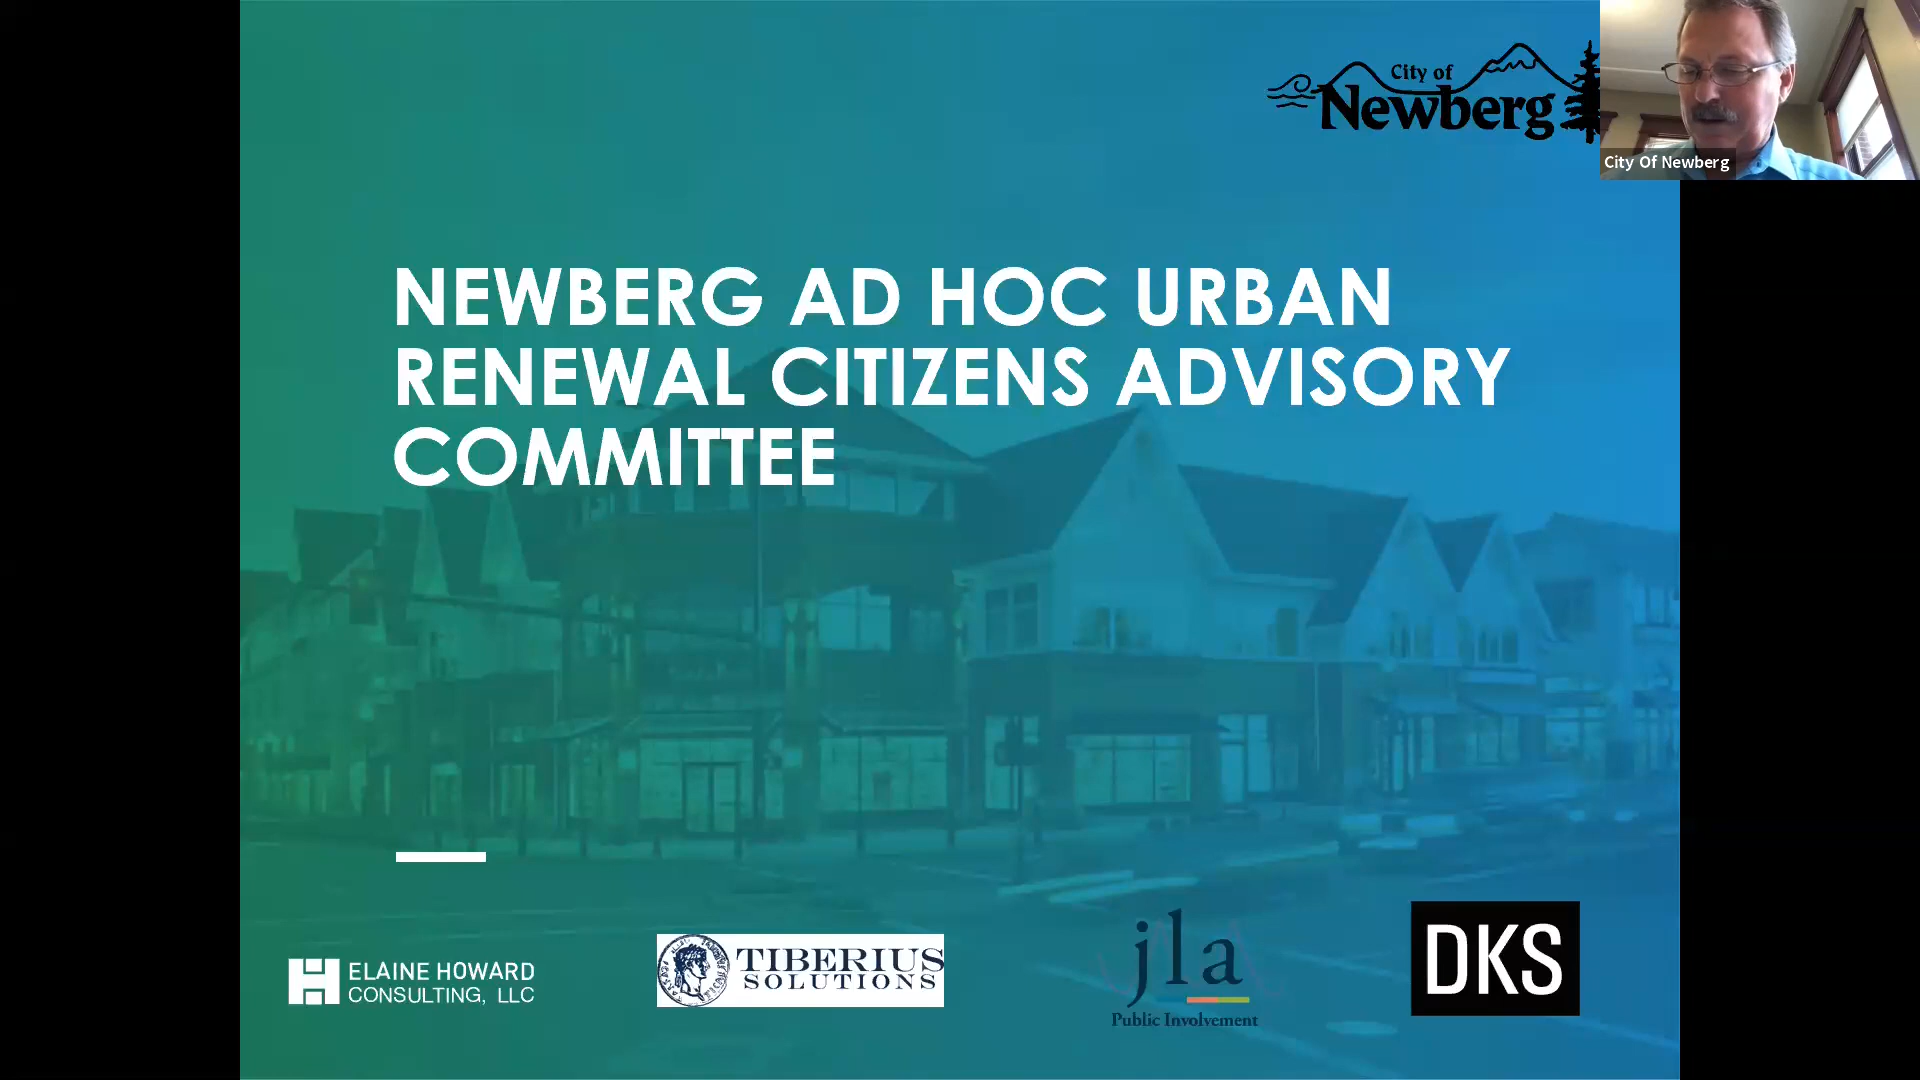 City of
Newberg
City Of Newberg
NEWBERG AD HOC URBAN
RENEWAL CITIZENS ADVISORY
COMMITTEE
ELAINE HOWARD
CONSULTING, LLC
TIBERIUS
SOLUTIONS
jla
Public Involvement
DKS